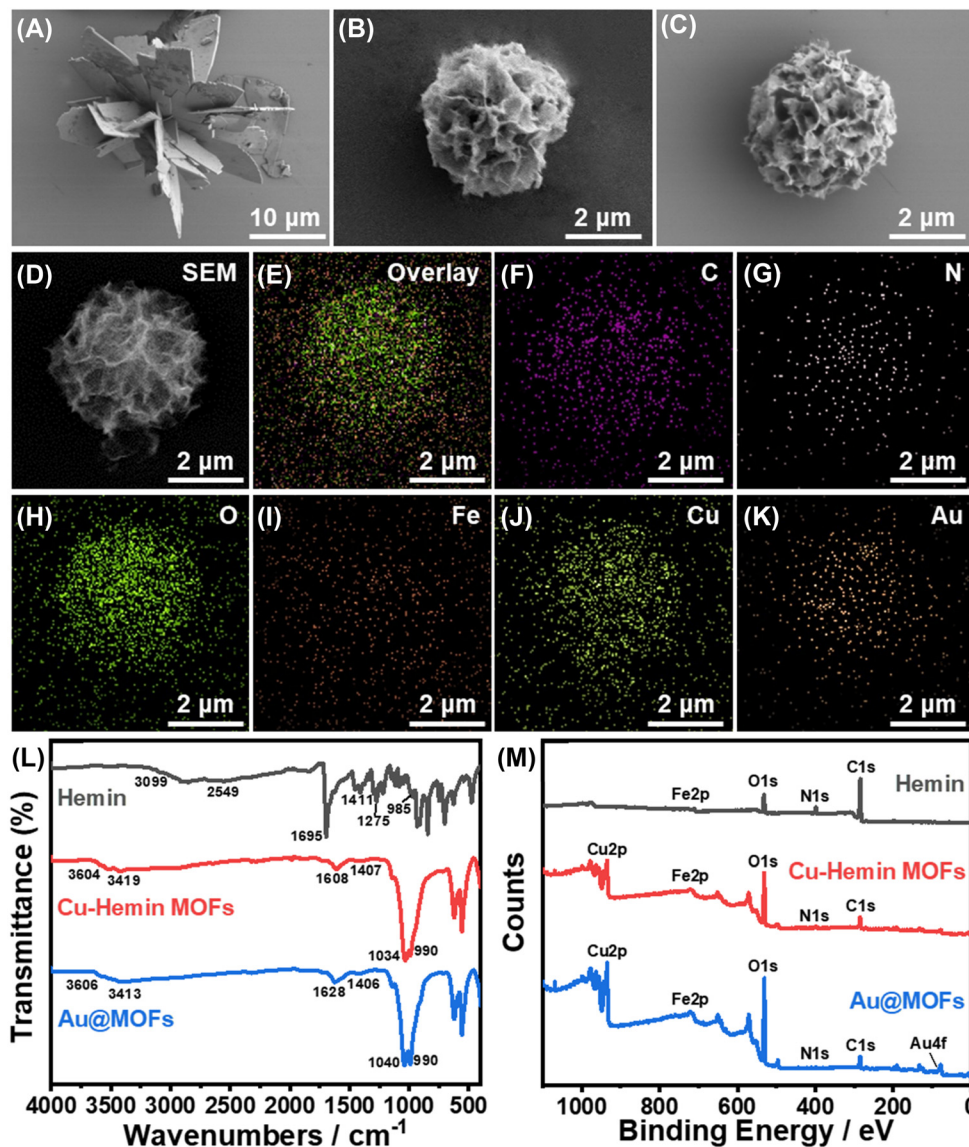 (A)
10 µm
(B)
2 µm
(C)
2 µm
(D)
SEM
2 µm
(E)
Overlay
2 µm
(F)
C
2 µm
(G)
N
2 µm
(H)
O
2 µm
(I)
Fe
2 µm
(J)
Cu
2 µm
(K)
Au
2 µm
(L)
Transmittance (%)
3099
2549
Hemin
1695
1411
1275
985
3604
3419
1608
1407
Cu-Hemin MOFs
1034
990
3606
3413
1628
1406
Au@MOFs
1040
990
4000 3500 3000 2500 2000 1500 1000 500
Wavenumbers / cm⁻¹
(M)
Counts
C1s
O1s
Hemin
Fe2p
N1s
Cu2p
O1s
Cu-Hemin MOFs
Fe2p
N1s
C1s
Cu2p
O1s
Au@MOFs
Fe2p
N1s
C1s
Au4f
1000 800 600 400 200 0
Binding Energy / eV